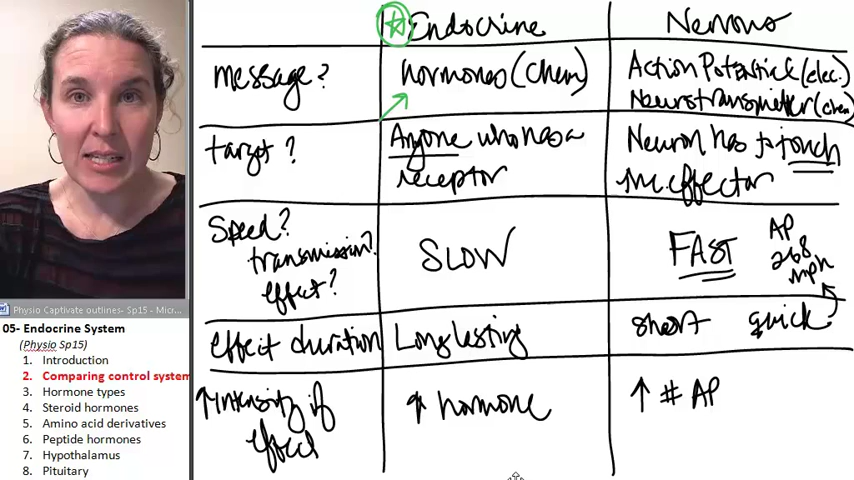 Endocrine
Nervous
message?
hormones (chem)
Action Potential (elec.)
Neurotransmitter (chem)
target?
Anyone who has a
receptor
Neuron has to touch
the effector
Speed?
transmission?
effect?
SLOW
FAST
AP
268
mph
effect duration
Long lasting
short
quick
↑ intensity of
effect
↑ hormone
↑ # AP
Physio Captivate outlines- Sp15 - Micr...
05- Endocrine System
(Physio Sp15)
1. Introduction
2. Comparing control system
3. Hormone types
4. Steroid hormones
5. Amino acid derivatives
6. Peptide hormones
7. Hypothalamus
8. Pituitary